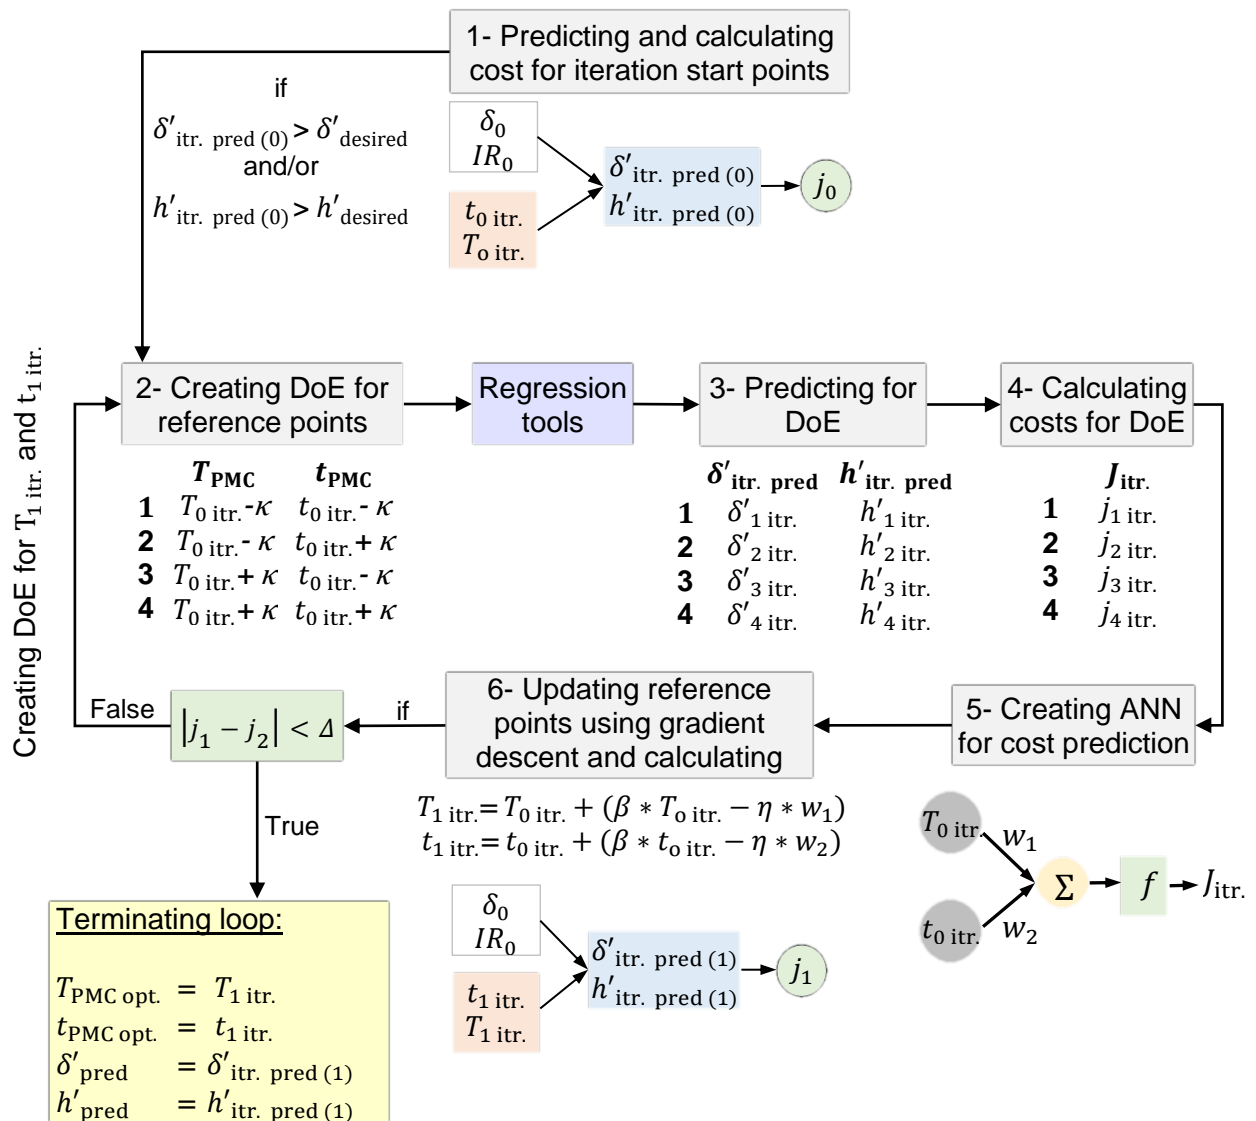 1- Predicting and calculating
cost for iteration start points
if
δ′itr. pred (0) > δ′desired
and/or
h′itr. pred (0) > h′desired
δ0
IR0
t0 itr.
To itr.
δ′itr. pred (0)
h′itr. pred (0)
j0
Creating DoE for T1 itr. and t1 itr.
2- Creating DoE for
reference points
Regression
tools
3- Predicting for
DoE
4- Calculating
costs for DoE
TPMC tPMC
1 T0 itr.- κ t0 itr.- κ
2 T0 itr.- κ t0 itr.+ κ
3 T0 itr.+ κ t0 itr.- κ
4 T0 itr.+ κ t0 itr.+ κ
δ′itr. pred h′itr. pred
1 δ′1 itr. h′1 itr.
2 δ′2 itr. h′2 itr.
3 δ′3 itr. h′3 itr.
4 δ′4 itr. h′4 itr.
Jitr.
1 j1 itr.
2 j2 itr.
3 j3 itr.
4 j4 itr.
5- Creating ANN
for cost prediction
6- Updating reference
points using gradient
descent and calculating
if
|j1 − j2| < Δ
False
True
T1 itr.= T0 itr. + (β * To itr. − η * w1)
t1 itr.= t0 itr. + (β * to itr. − η * w2)
T0 itr.
w1
t0 itr.
w2
Σ
f
Jitr.
δ0
IR0
t1 itr.
T1 itr.
δ′itr. pred (1)
h′itr. pred (1)
j1
Terminating loop:
TPMC opt. = T1 itr.
tPMC opt. = t1 itr.
δ′pred = δ′itr. pred (1)
h′pred = h′itr. pred (1)